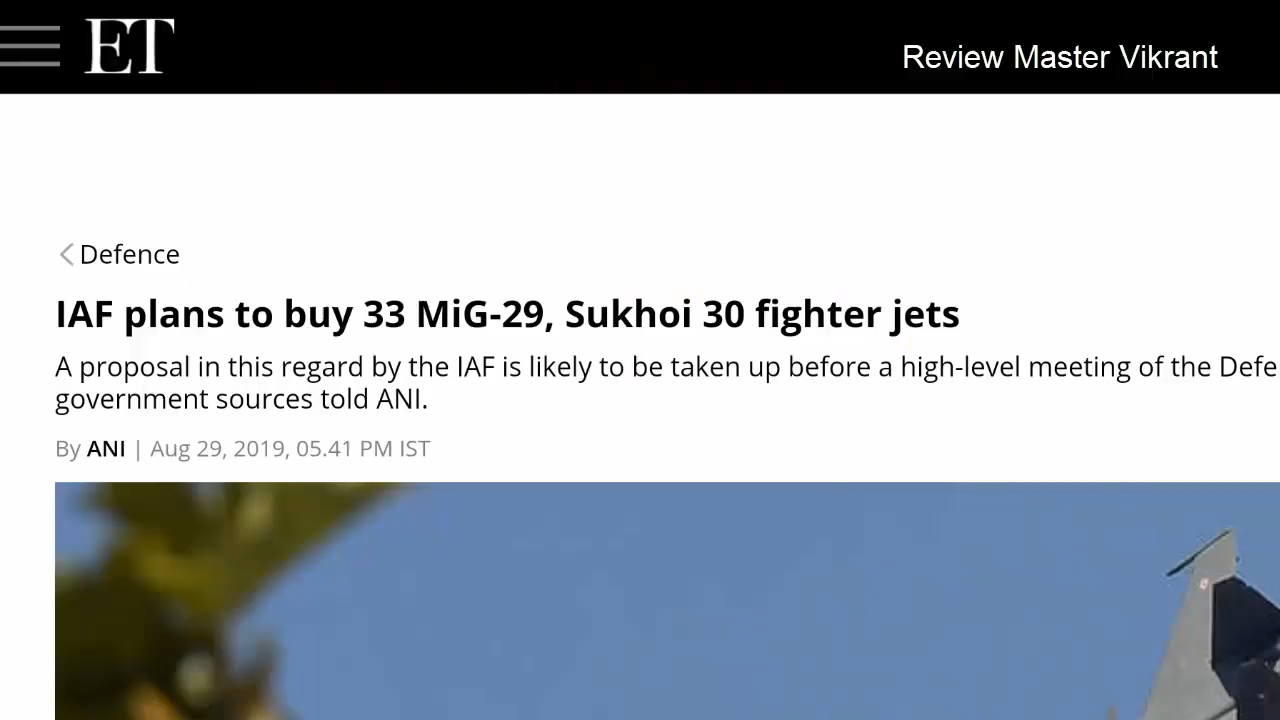 ET
Review Master Vikrant
Defence
IAF plans to buy 33 MiG-29, Sukhoi 30 fighter jets
A proposal in this regard by the IAF is likely to be taken up before a high-level meeting of the Defe
government sources told ANI.
By ANI | Aug 29, 2019, 05.41 PM IST